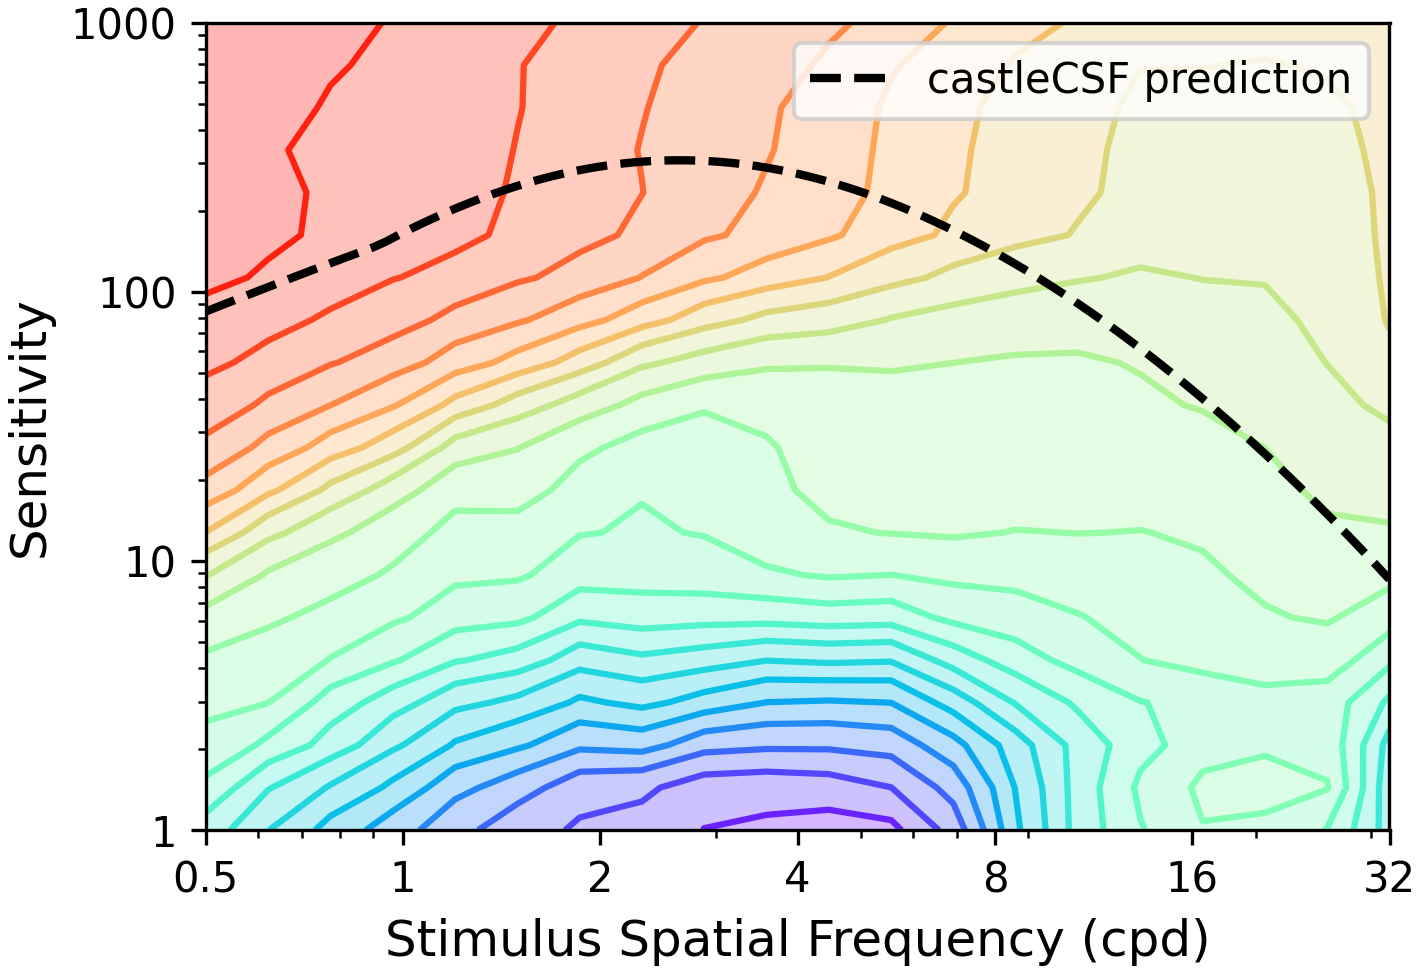 1000
100
10
1
Sensitivity
castleCSF prediction
0.5 1 2 4 8 16 32
Stimulus Spatial Frequency (cpd)